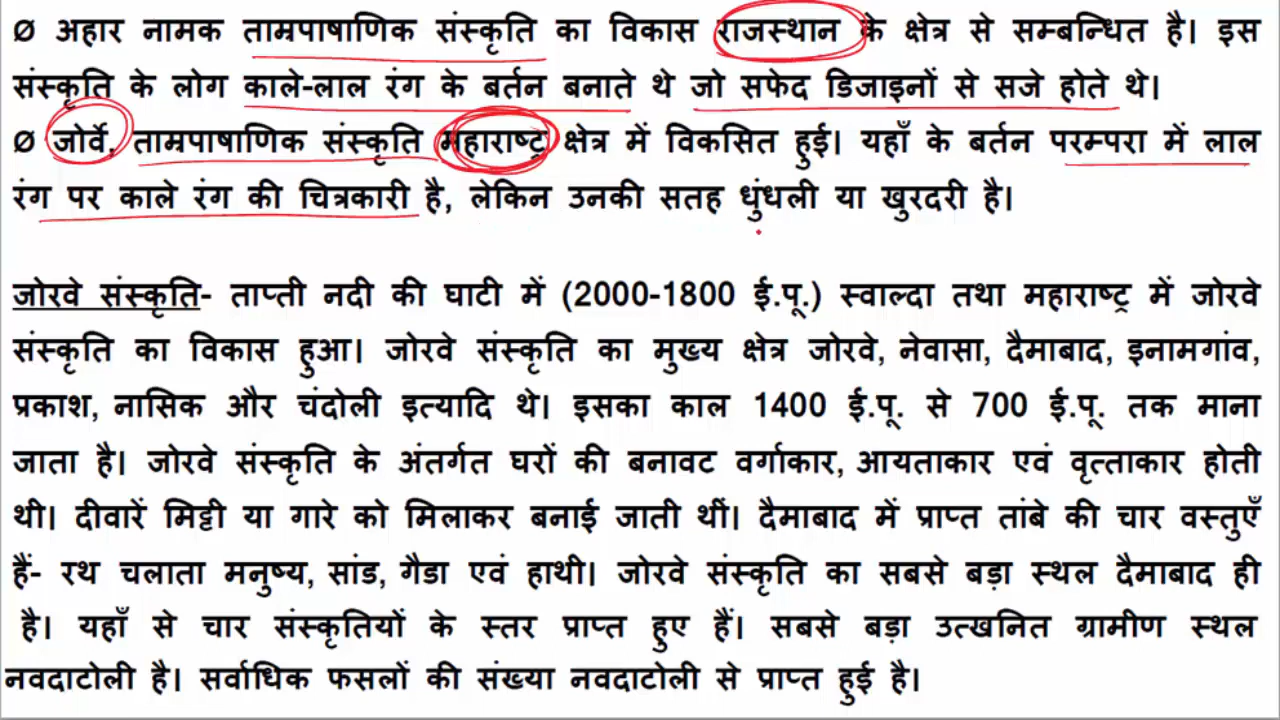 Ø अहार नामक ताम्रपाषाणिक संस्कृति का विकास राजस्थान के क्षेत्र से सम्बन्धित है। इस
संस्कृति के लोग काले-लाल रंग के बर्तन बनाते थे जो सफेद डिजाइनों से सजे होते थे।
Ø जोर्वे, ताम्रपाषाणिक संस्कृति महाराष्ट्र क्षेत्र में विकसित हुई। यहाँ के बर्तन परम्परा में लाल
रंग पर काले रंग की चित्रकारी है, लेकिन उनकी सतह धुंधली या खुरदरी है।
जोरवे संस्कृति- ताप्ती नदी की घाटी में (2000-1800 ई.पू.) स्वाल्दा तथा महाराष्ट्र में जोरवे
संस्कृति का विकास हुआ। जोरवे संस्कृति का मुख्य क्षेत्र जोरवे, नेवासा, दैमाबाद, इनामगांव,
प्रकाश, नासिक और चंदोली इत्यादि थे। इसका काल 1400 ई.पू. से 700 ई.पू. तक माना
जाता है। जोरवे संस्कृति के अंतर्गत घरों की बनावट वर्गाकार, आयताकार एवं वृत्ताकार होती
थी। दीवारें मिट्टी या गारे को मिलाकर बनाई जाती थीं। दैमाबाद में प्राप्त तांबे की चार वस्तुएँ
हैं- रथ चलाता मनुष्य, सांड, गैडा एवं हाथी। जोरवे संस्कृति का सबसे बड़ा स्थल दैमाबाद ही
है। यहाँ से चार संस्कृतियों के स्तर प्राप्त हुए हैं। सबसे बड़ा उत्खनित ग्रामीण स्थल
नवदाटोली है। सर्वाधिक फसलों की संख्या नवदाटोली से प्राप्त हुई है।